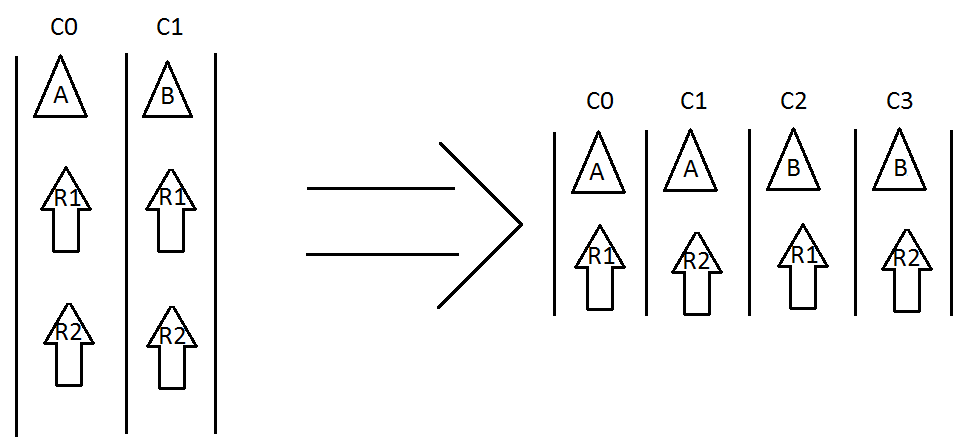 C0 C1
A B
R1 R1
R2 R2
C0 C1 C2 C3
A A B B
R1 R2 R1 R2